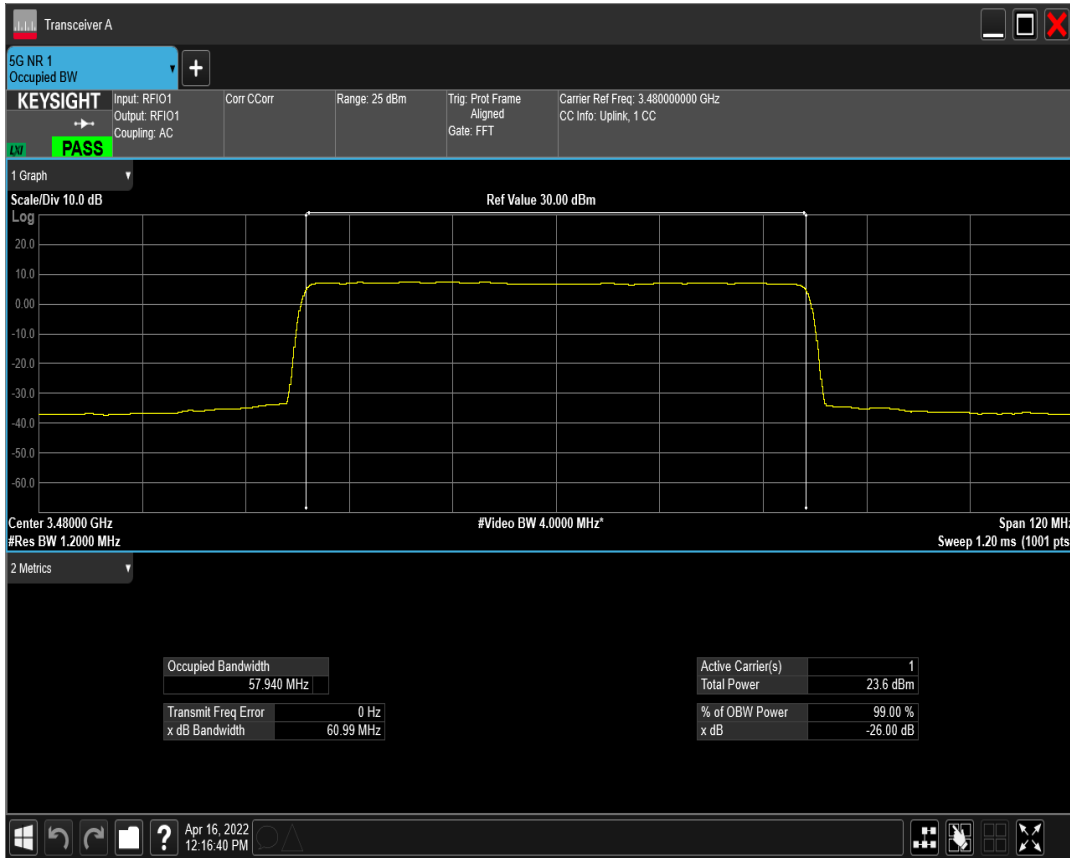 Transceiver A
5G NR 1
Occupied BW
+
KEYSIGHT
Input: RFIO1
Output: RFIO1
Coupling: AC
Corr CCorr
Range: 25 dBm
Trig: Prot Frame
Aligned
Gate: FFT
Carrier Ref Freq: 3.480000000 GHz
CC Info: Uplink, 1 CC
LXI
PASS
1 Graph
Scale/Div 10.0 dB
Ref Value 30.00 dBm
Log
20.0
10.0
0.00
-10.0
-20.0
-30.0
-40.0
-50.0
-60.0
Center 3.48000 GHz
#Video BW 4.0000 MHz*
Span 120 MHz
#Res BW 1.2000 MHz
Sweep 1.20 ms (1001 pts
2 Metrics
Occupied Bandwidth
57.940 MHz
Transmit Freq Error 0 Hz
x dB Bandwidth 60.99 MHz
Active Carrier(s) 1
Total Power 23.6 dBm
% of OBW Power 99.00 %
x dB -26.00 dB
?
Apr 16, 2022
12:16:40 PM